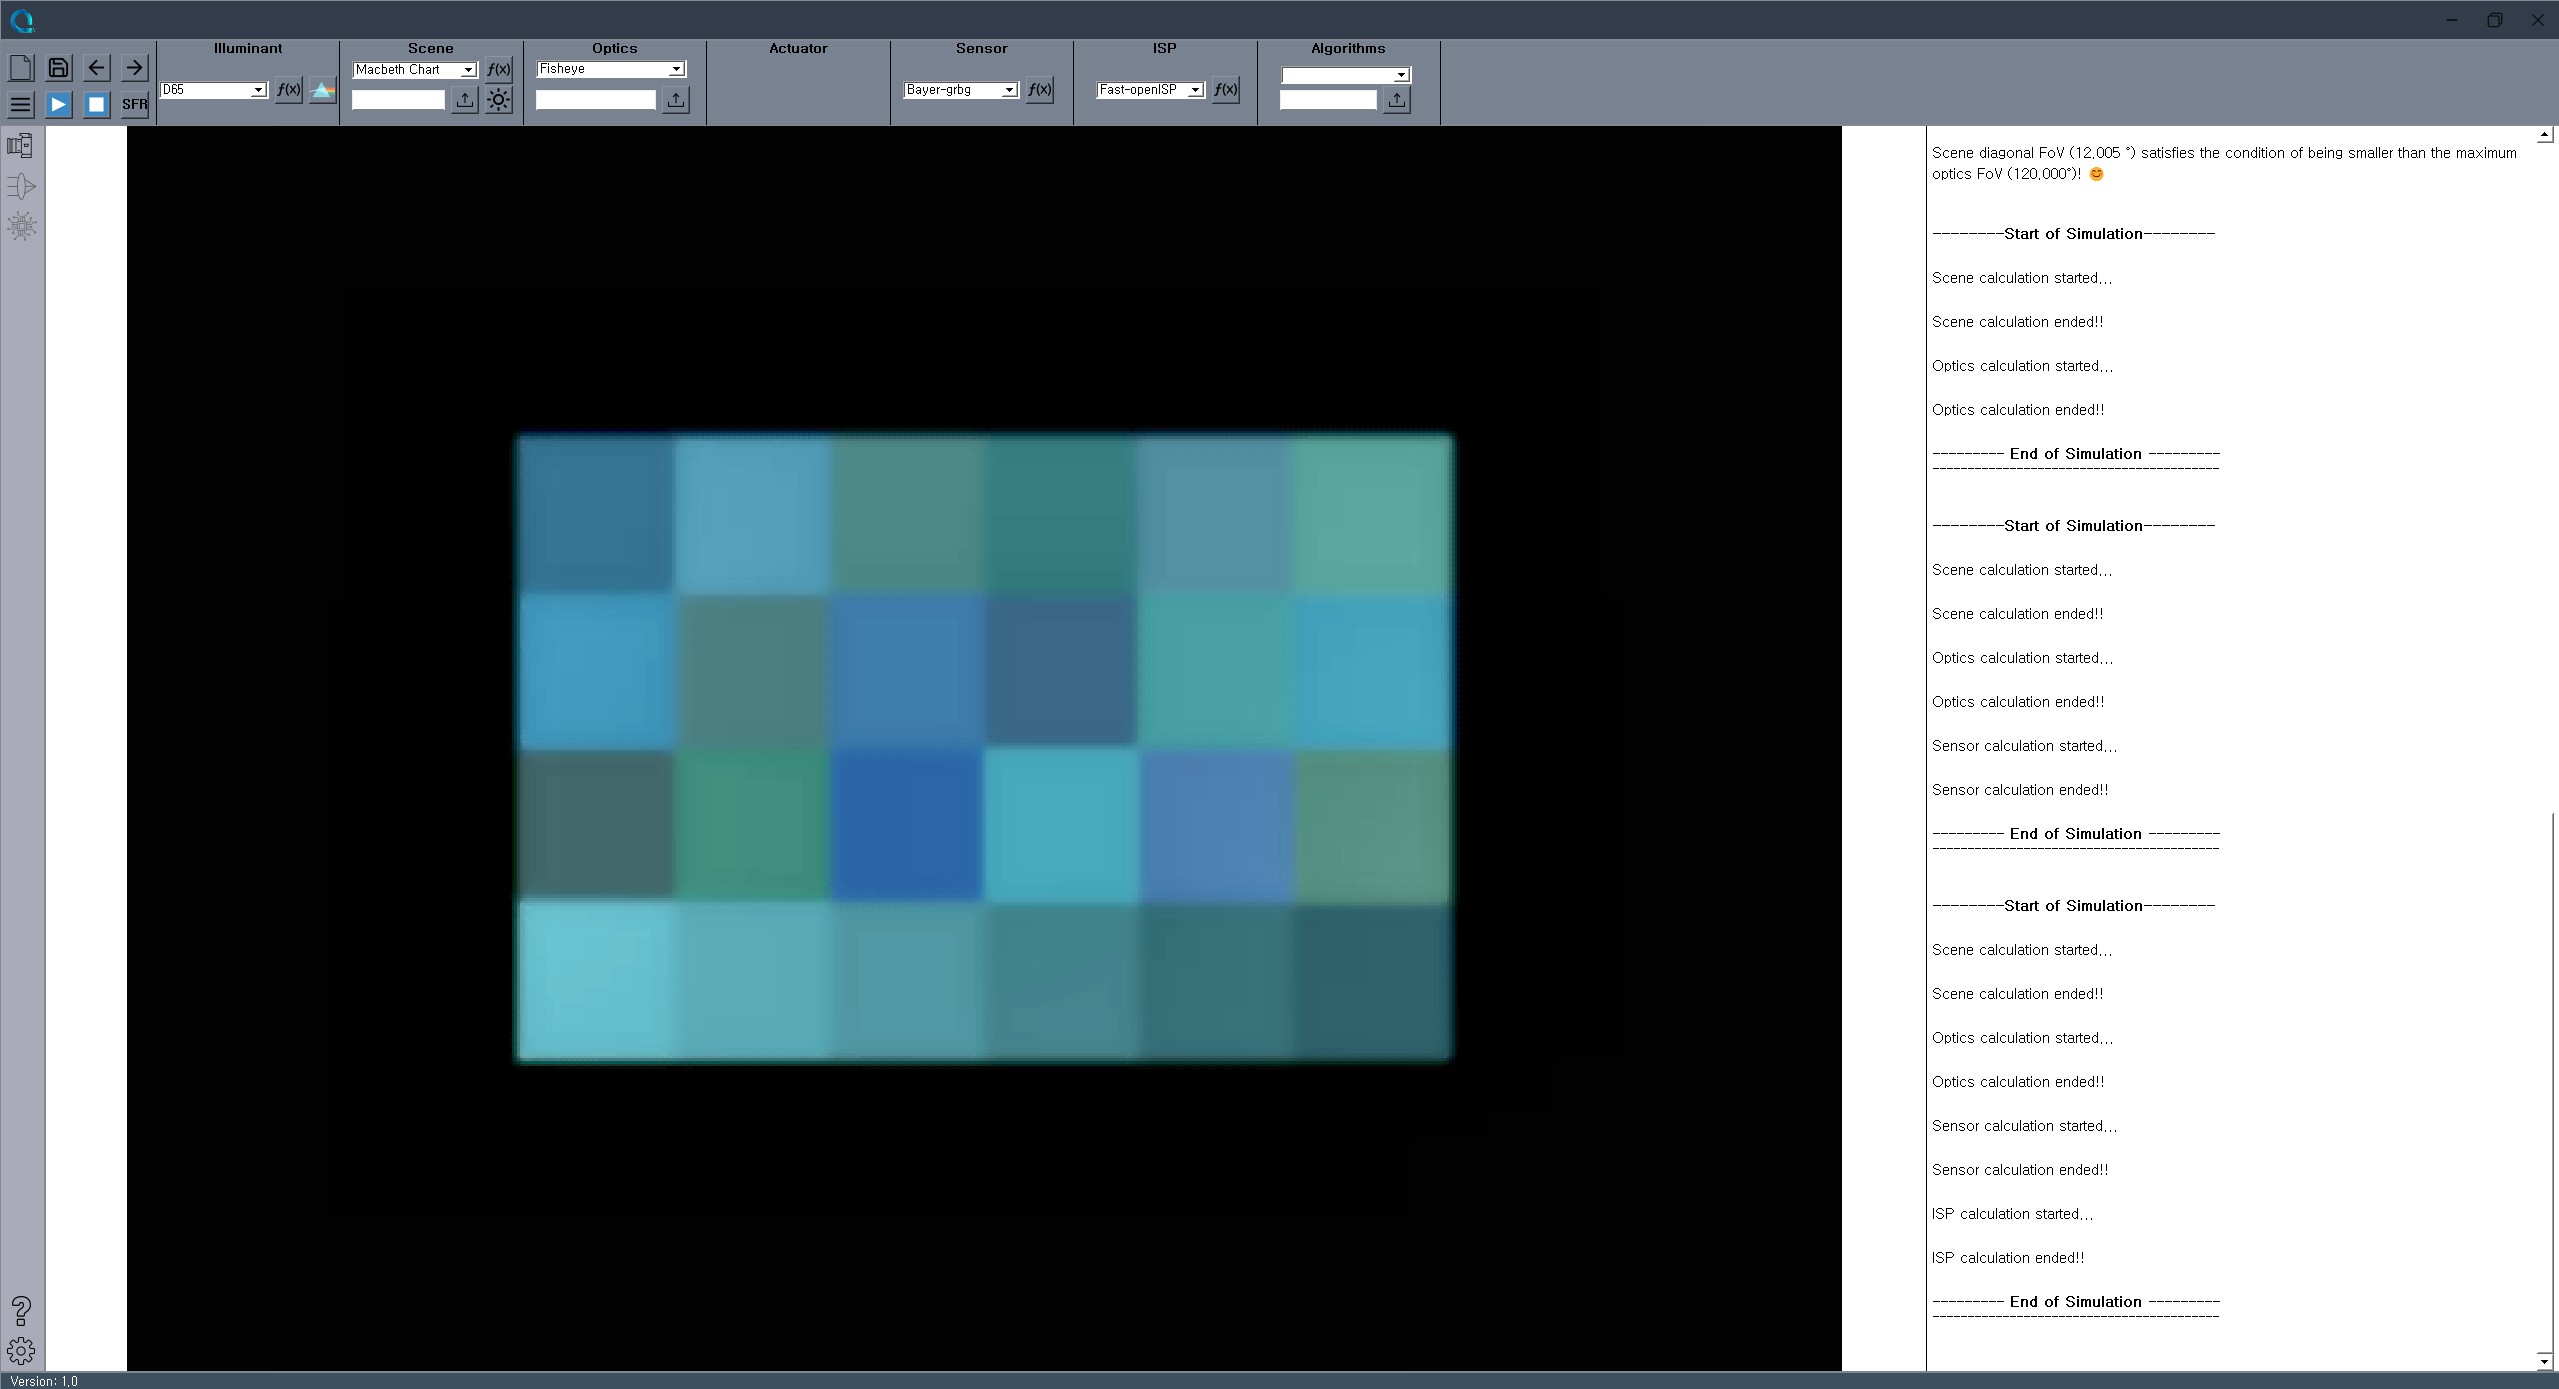 Illuminant
Scene
Optics
Actuator
Sensor
ISP
Algorithms
Macbeth Chart
f(x)
Fisheye
D65
f(x)
Bayer-grbg
f(x)
Fast-openISP
f(x)
SFR
Scene diagonal FoV (12,005 °) satisfies the condition of being smaller than the maximum
optics FoV (120,000°)! 😊
--------Start of Simulation--------
Scene calculation started...
Scene calculation ended!!
Optics calculation started...
Optics calculation ended!!
--------- End of Simulation ---------
--------Start of Simulation--------
Scene calculation started...
Scene calculation ended!!
Optics calculation started...
Optics calculation ended!!
Sensor calculation started...
Sensor calculation ended!!
--------- End of Simulation ---------
--------Start of Simulation--------
Scene calculation started...
Scene calculation ended!!
Optics calculation started...
Optics calculation ended!!
Sensor calculation started...
Sensor calculation ended!!
ISP calculation started...
ISP calculation ended!!
--------- End of Simulation ---------
Version: 1,0